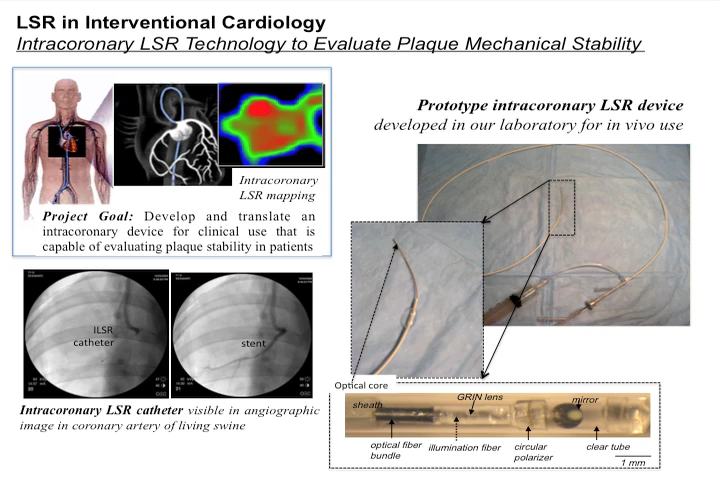 LSR in Interventional Cardiology
Intracoronary LSR Technology to Evaluate Plaque Mechanical Stability
Intracoronary
LSR mapping
Project Goal: Develop and translate an
intracoronary device for clinical use that is
capable of evaluating plaque stability in patients
Prototype intracoronary LSR device
developed in our laboratory for in vivo use
ILSR
catheter
stent
Intracoronary LSR catheter visible in angiographic
image in coronary artery of living swine
Optical core
sheath
GRIN lens
mirror
optical fiber
bundle
illumination fiber
circular
polarizer
clear tube
1 mm